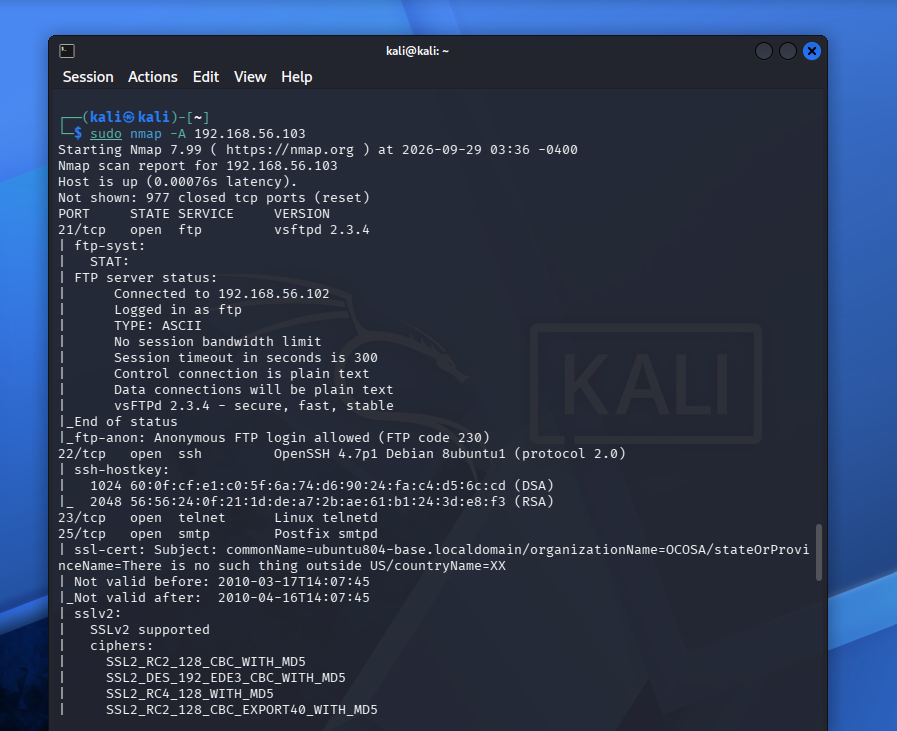 kali@kali: ~
Session Actions Edit View Help
┌──(kali㉿kali)-[~]
└─$ sudo nmap -A 192.168.56.103
Starting Nmap 7.99 ( https://nmap.org ) at 2026-09-29 03:36 -0400
Nmap scan report for 192.168.56.103
Host is up (0.00076s latency).
Not shown: 977 closed tcp ports (reset)
PORT     STATE SERVICE     VERSION
21/tcp   open  ftp         vsftpd 2.3.4
| ftp-syst:
|   STAT:
| FTP server status:
|      Connected to 192.168.56.102
|      Logged in as ftp
|      TYPE: ASCII
|      No session bandwidth limit
|      Session timeout in seconds is 300
|      Control connection is plain text
|      Data connections will be plain text
|      vsFTPd 2.3.4 - secure, fast, stable
|_End of status
|_ftp-anon: Anonymous FTP login allowed (FTP code 230)
22/tcp   open  ssh         OpenSSH 4.7p1 Debian 8ubuntu1 (protocol 2.0)
| ssh-hostkey:
|   1024 60:0f:cf:e1:c0:5f:6a:74:d6:90:24:fa:c4:d5:6c:cd (DSA)
|_  2048 56:56:24:0f:21:1d:de:a7:2b:ae:61:b1:24:3d:e8:f3 (RSA)
23/tcp   open  telnet      Linux telnetd
25/tcp   open  smtp        Postfix smtpd
| ssl-cert: Subject: commonName=ubuntu804-base.localdomain/organizationName=OCOSA/stateOrProvi
nceName=There is no such thing outside US/countryName=XX
| Not valid before: 2010-03-17T14:07:45
|_Not valid after:  2010-04-16T14:07:45
| sslv2:
|   SSLv2 supported
|   ciphers:
|     SSL2_RC2_128_CBC_WITH_MD5
|     SSL2_DES_192_EDE3_CBC_WITH_MD5
|     SSL2_RC4_128_WITH_MD5
|     SSL2_RC2_128_CBC_EXPORT40_WITH_MD5
KALI